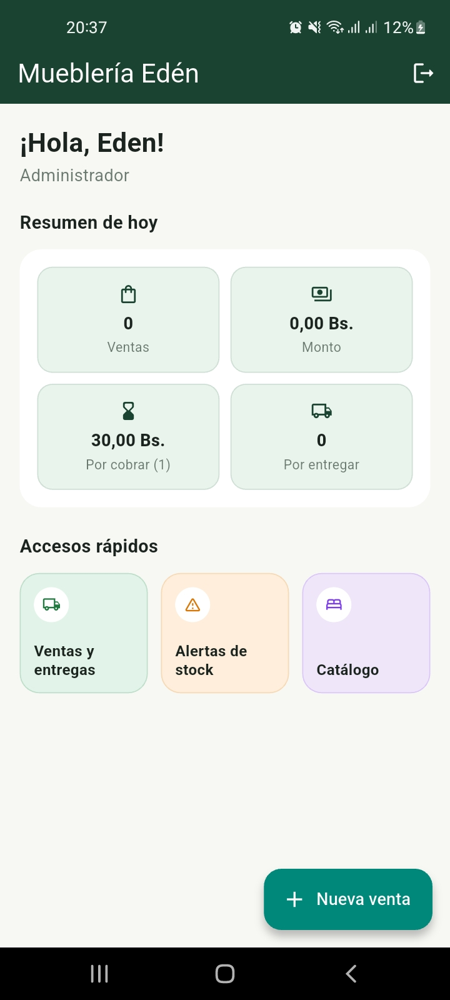 20:37
12%
Mueblería Edén
¡Hola, Eden!
Administrador
Resumen de hoy
0
Ventas
0,00 Bs.
Monto
30,00 Bs.
Por cobrar (1)
0
Por entregar
Accesos rápidos
Ventas y
entregas
Alertas de
stock
Catálogo
Nueva venta